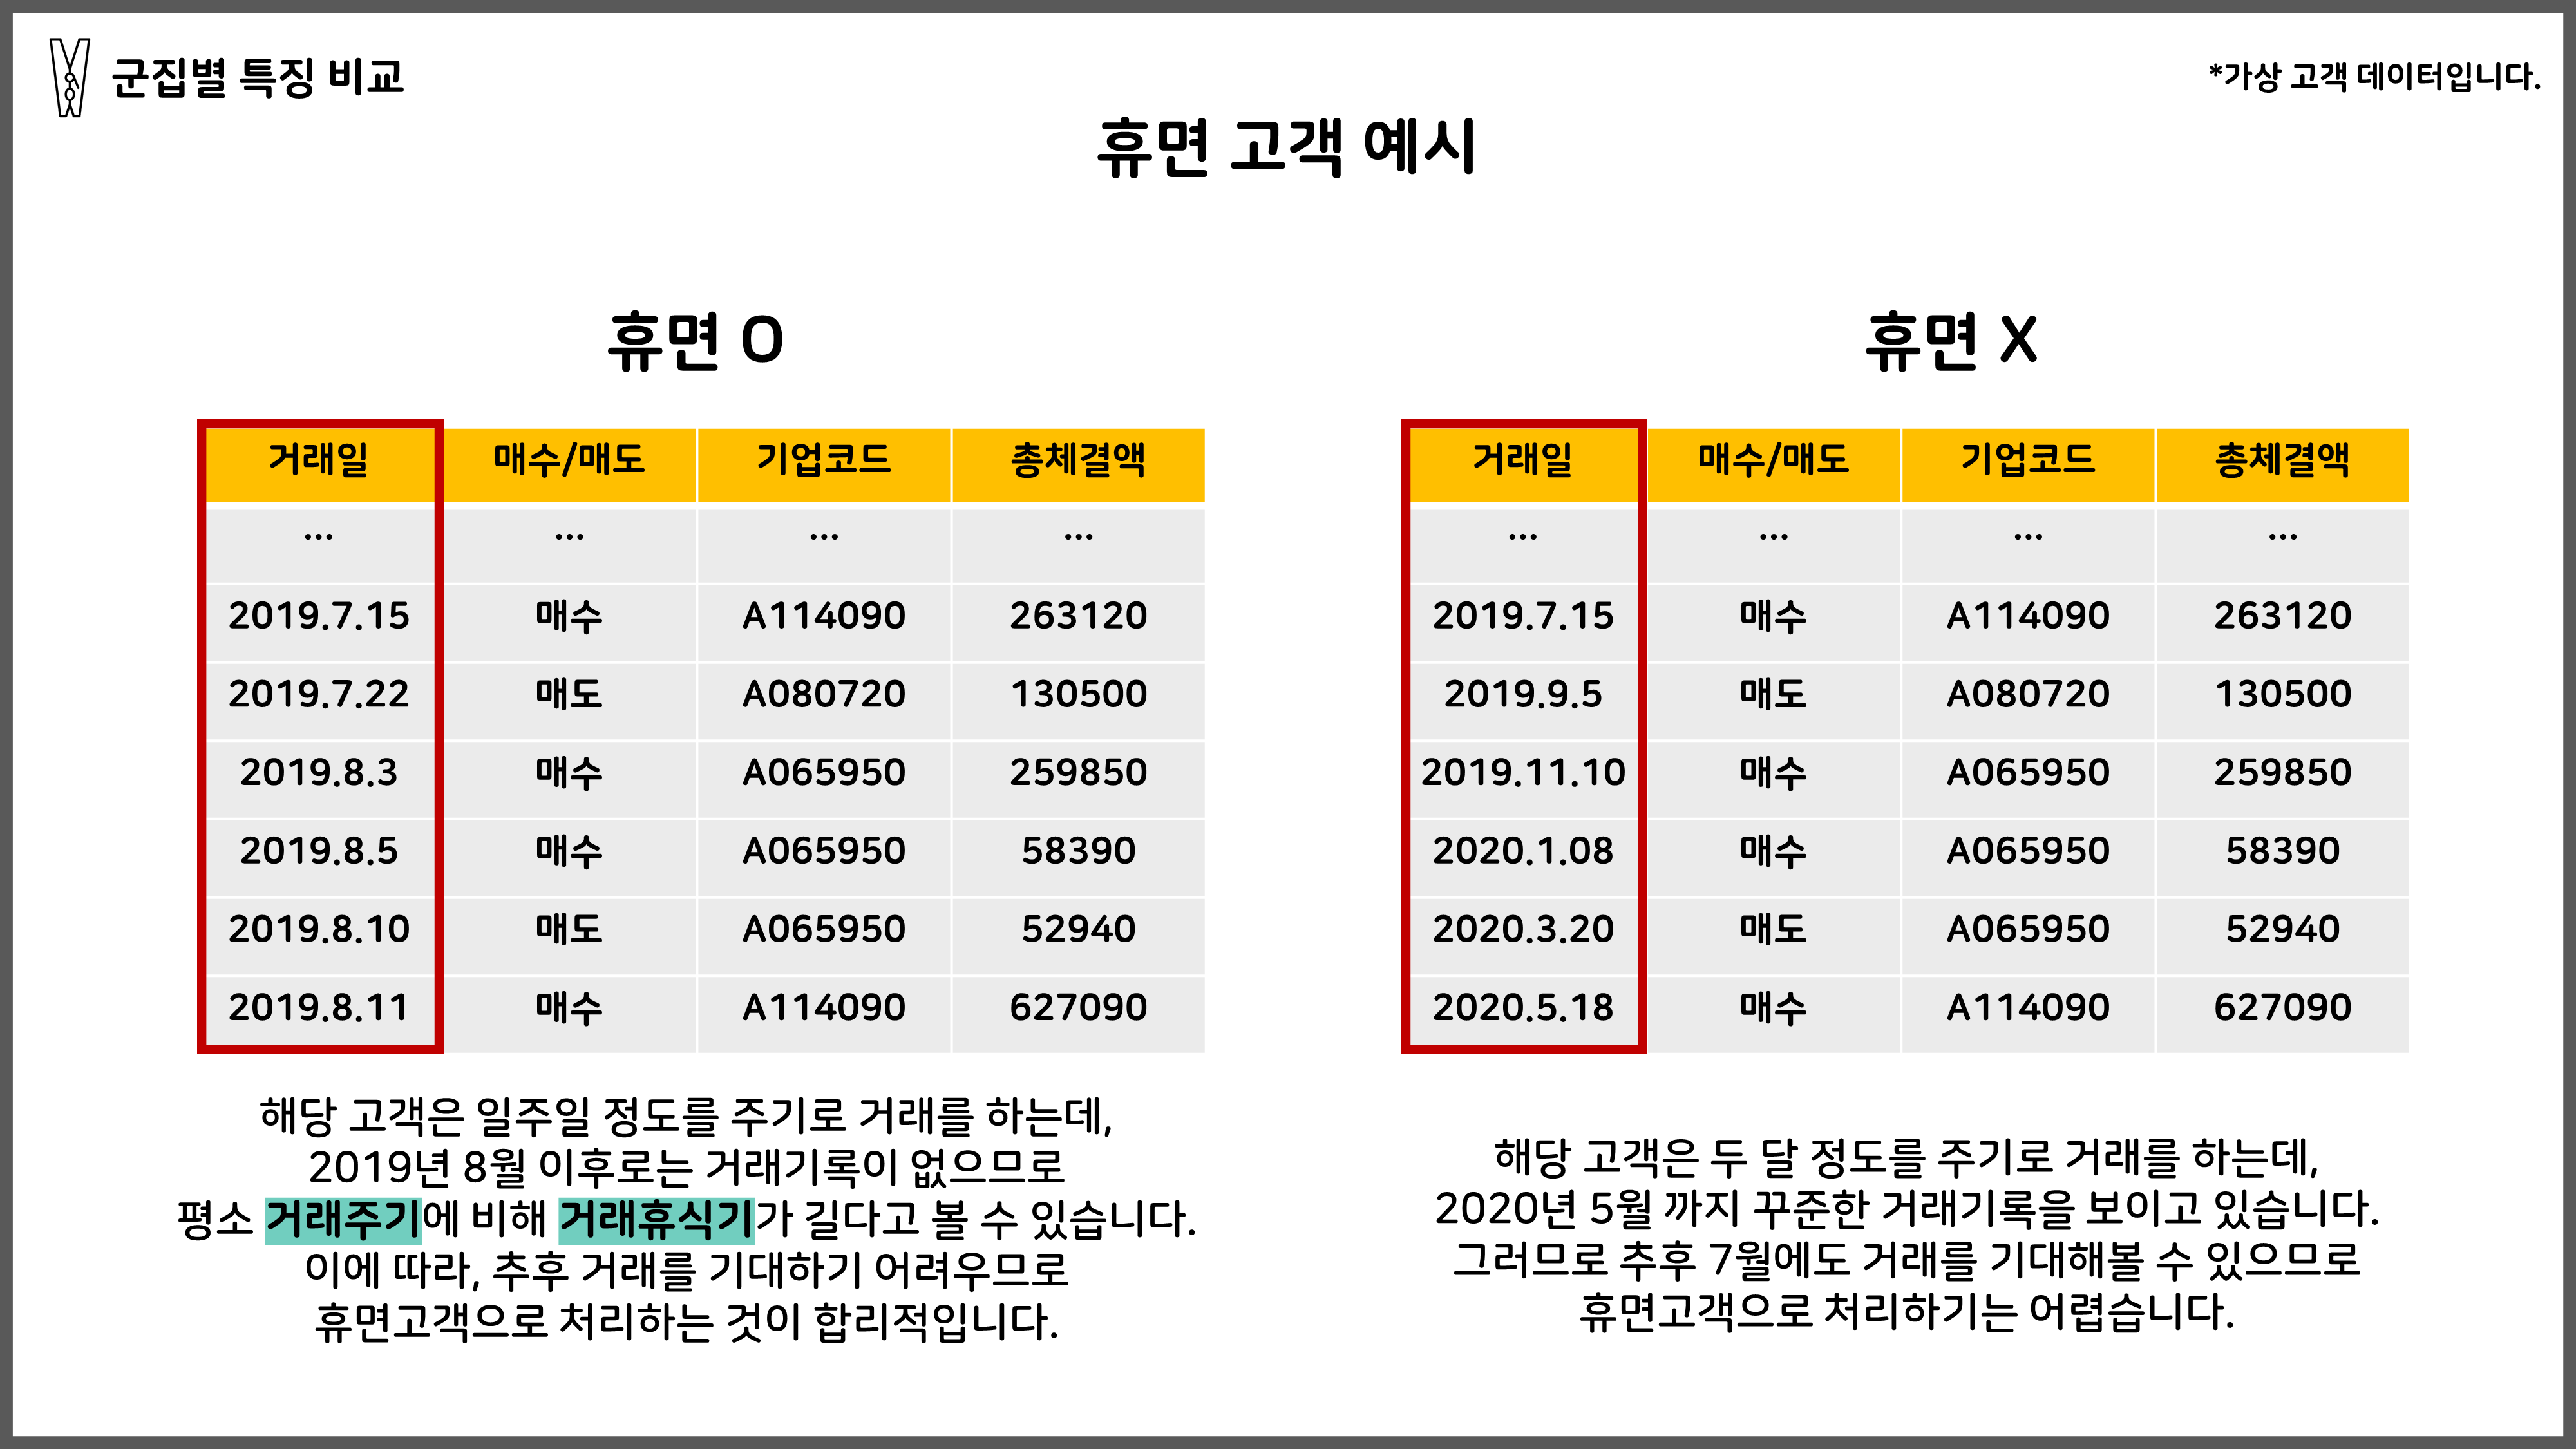 군집별 특징 비교
*가상 고객 데이터입니다.
휴면 고객 예시
휴면 O
거래일 매수/매도 기업코드 총체결액
... ... ... ...
2019.7.15 매수 A114090 263120
2019.7.22 매도 A080720 130500
2019.8.3 매수 A065950 259850
2019.8.5 매수 A065950 58390
2019.8.10 매도 A065950 52940
2019.8.11 매수 A114090 627090
해당 고객은 일주일 정도를 주기로 거래를 하는데,
2019년 8월 이후로는 거래기록이 없으므로
평소 거래주기에 비해 거래휴식기가 길다고 볼 수 있습니다.
이에 따라, 추후 거래를 기대하기 어려우므로
휴면고객으로 처리하는 것이 합리적입니다.
휴면 X
거래일 매수/매도 기업코드 총체결액
... ... ... ...
2019.7.15 매수 A114090 263120
2019.9.5 매도 A080720 130500
2019.11.10 매수 A065950 259850
2020.1.08 매수 A065950 58390
2020.3.20 매도 A065950 52940
2020.5.18 매수 A114090 627090
해당 고객은 두 달 정도를 주기로 거래를 하는데,
2020년 5월 까지 꾸준한 거래기록을 보이고 있습니다.
그러므로 추후 7월에도 거래를 기대해볼 수 있으므로
휴면고객으로 처리하기는 어렵습니다.